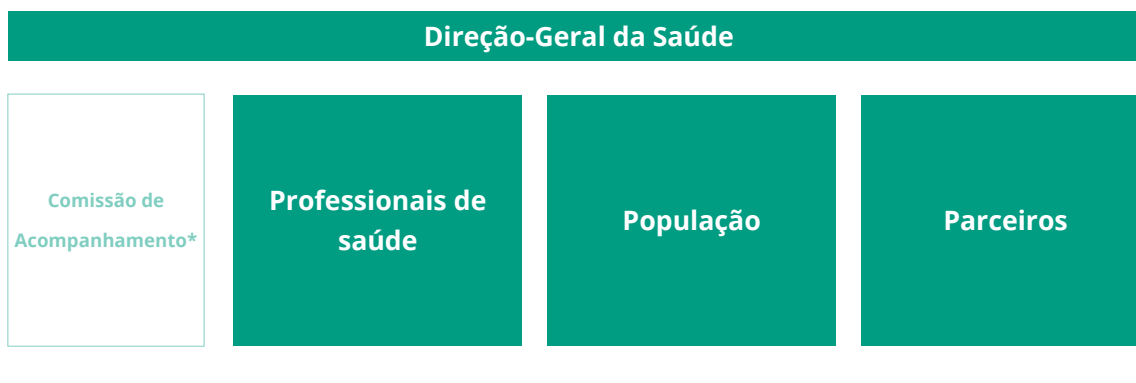 Direção-Geral da Saúde
Comissão de
Acompanhamento*
Professionais de
saúde
População
Parceiros